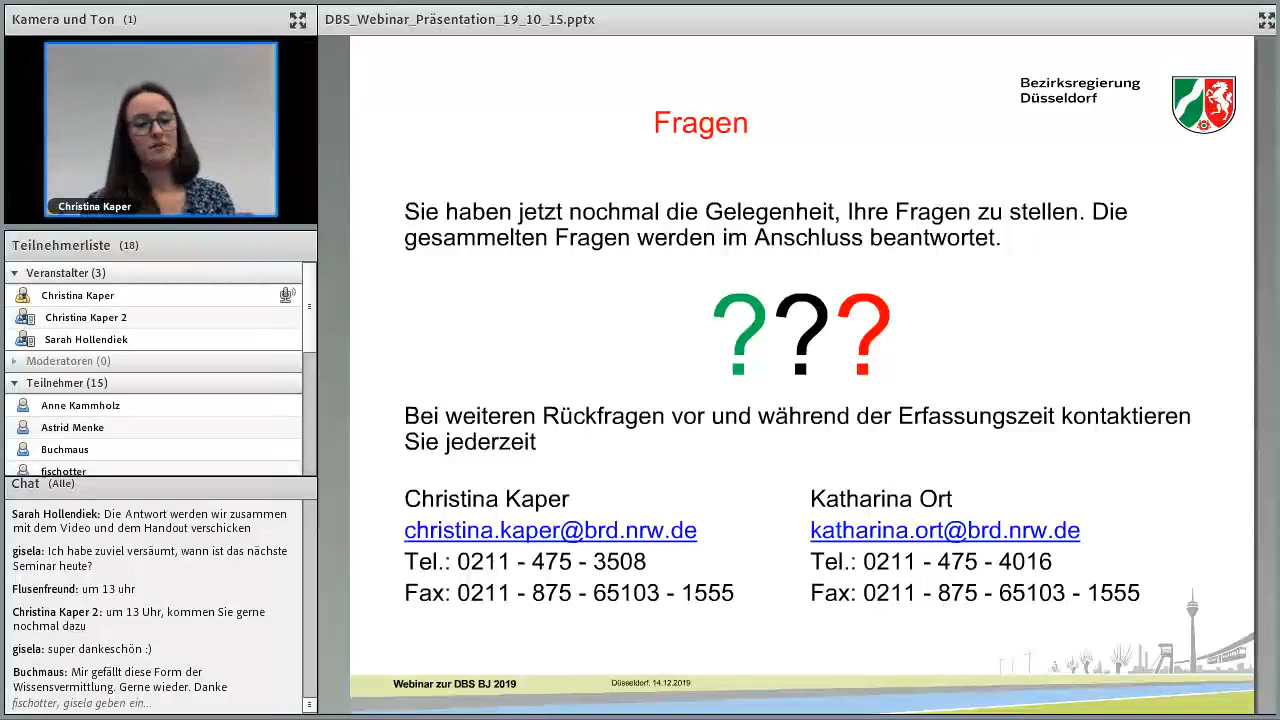 Kamera und Ton (1)
DBS_Webinar_Präsentation_19_10_15.pptx
Christina Kaper
Teilnehmerliste (18)
Veranstalter (3)
Christina Kaper
Christina Kaper 2
Sarah Hollendiek
Moderatoren (0)
Teilnehmer (15)
Anne Kammholz
Astrid Menke
Buchmaus
fischotter
Chat (Alle)
Sarah Hollendiek: Die Antwort werden wir zusammen
mit dem Video und dem Handout verschicken
gisela: Ich habe zuviel versäumt, wann ist das nächste
Seminar heute?
Flusenfreund: um 13 uhr
Christina Kaper 2: um 13 Uhr, kommen Sie gerne
nochmal dazu
gisela: super dankeschön :)
Buchmaus: Mir gefällt diese Form der
Wissensvermittlung. Gerne wieder. Danke
fischotter, gisela geben ein...
Bezirksregierung
Düsseldorf
Fragen
Sie haben jetzt nochmal die Gelegenheit, Ihre Fragen zu stellen. Die
gesammelten Fragen werden im Anschluss beantwortet.
???
Bei weiteren Rückfragen vor und während der Erfassungszeit kontaktieren
Sie jederzeit
Christina Kaper
christina.kaper@brd.nrw.de
Tel.: 0211 - 475 - 3508
Fax: 0211 - 875 - 65103 - 1555
Katharina Ort
katharina.ort@brd.nrw.de
Tel.: 0211 - 475 - 4016
Fax: 0211 - 875 - 65103 - 1555
Webinar zur DBS BJ 2019
Düsseldorf. 14.12.2019